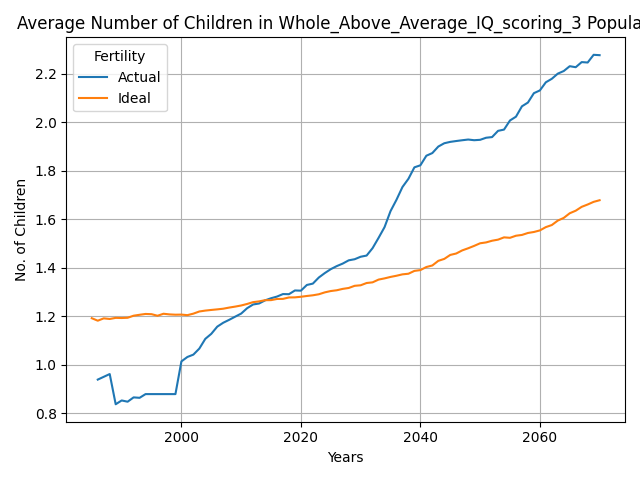 Average Number of Children in Whole_Above_Average_IQ_scoring_3 Popula
Fertility
Actual
Ideal
No. of Children
2.2
2.0
1.8
1.6
1.4
1.2
1.0
0.8
2000 2020 2040 2060
Years